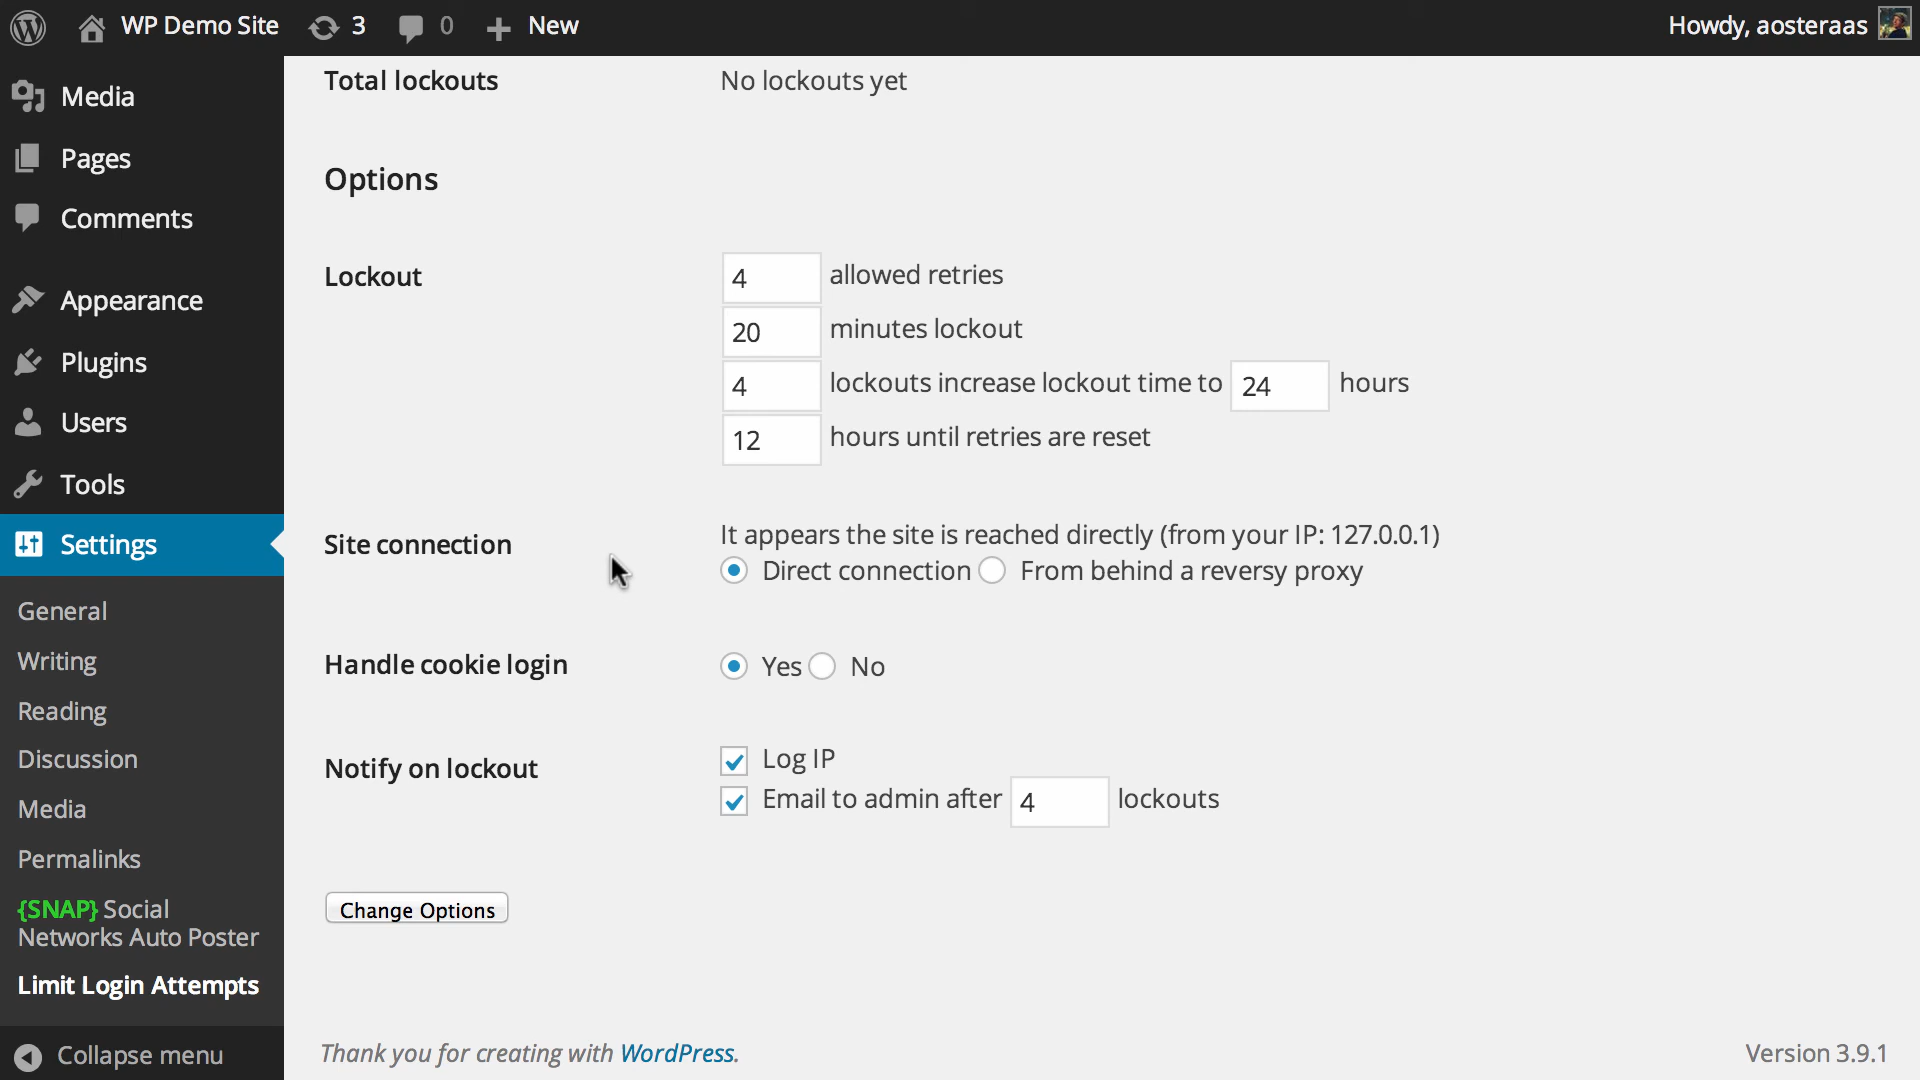 WP Demo Site 3 0 New Howdy, aosteraas
Media
Pages
Comments
Appearance
Plugins
Users
Tools
Settings
General
Writing
Reading
Discussion
Media
Permalinks
{SNAP} Social
Networks Auto Poster
Limit Login Attempts
Collapse menu
Total lockouts No lockouts yet
Options
Lockout 4 allowed retries
20 minutes lockout
4 lockouts increase lockout time to 24 hours
12 hours until retries are reset
Site connection It appears the site is reached directly (from your IP: 127.0.0.1)
Direct connection From behind a reversy proxy
Handle cookie login Yes No
Notify on lockout Log IP
Email to admin after 4 lockouts
Change Options
Thank you for creating with WordPress. Version 3.9.1